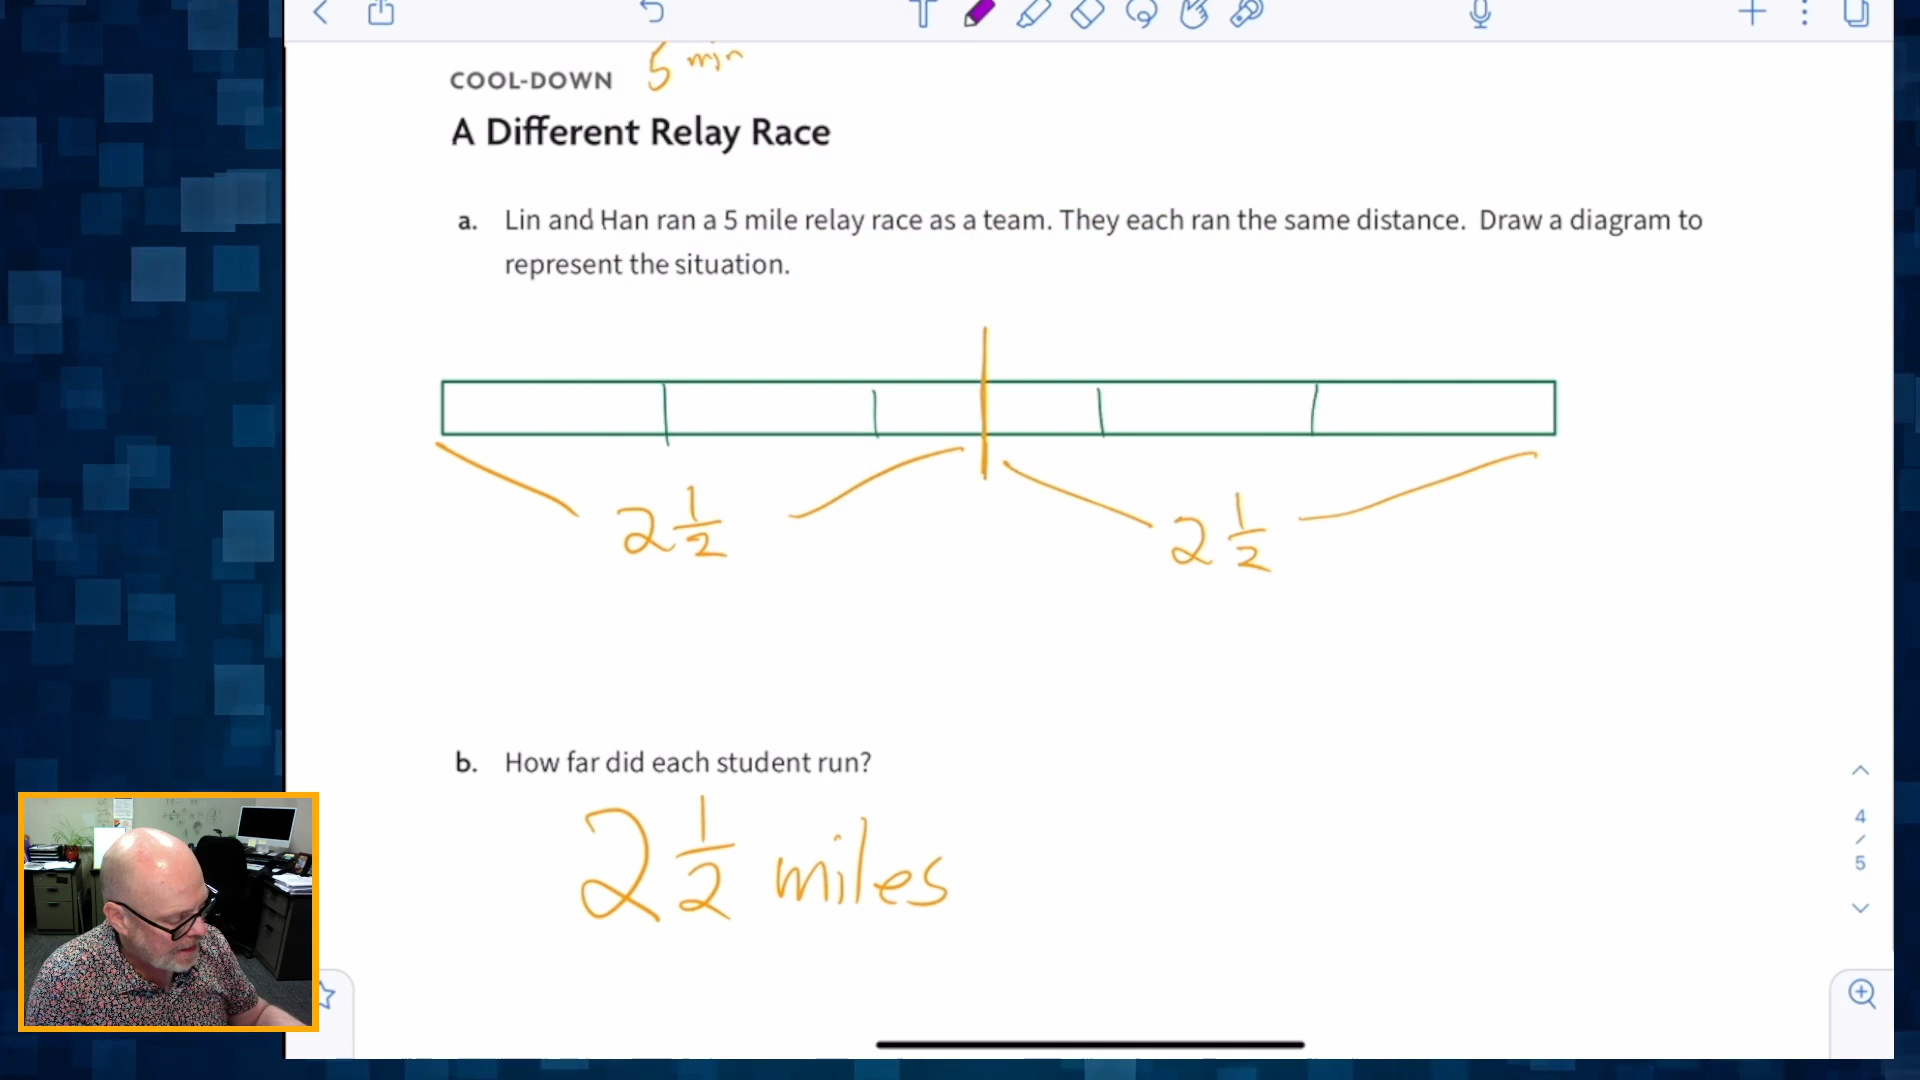 5 min
COOL-DOWN
A Different Relay Race
a. Lin and Han ran a 5 mile relay race as a team. They each ran the same distance. Draw a diagram to
represent the situation.
2 1/2 2 1/2
b. How far did each student run?
2 1/2 miles
4
/
5